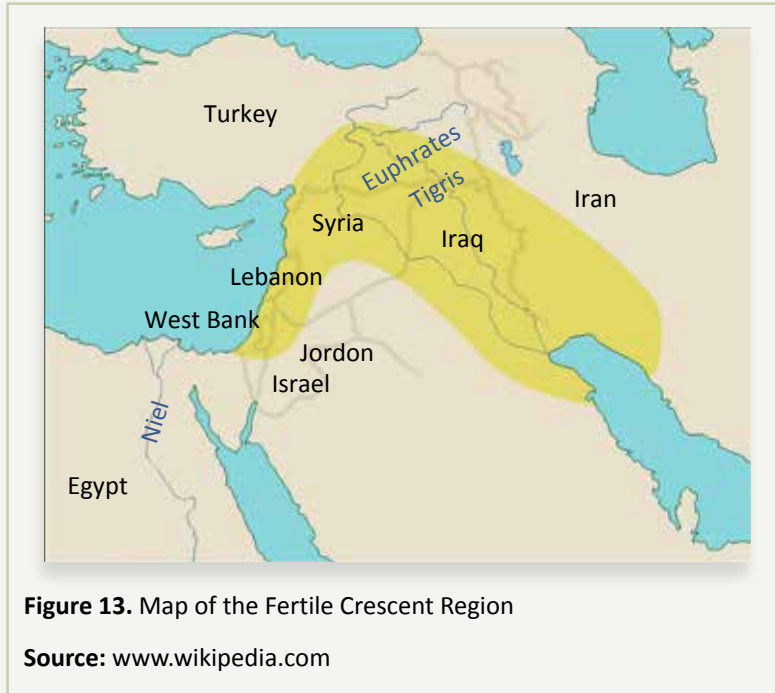 Turkey
Euphrates
Tigris
Iran
Syria
Iraq
Lebanon
West Bank
Jordon
Israel
Niel
Egypt
Figure 13. Map of the Fertile Crescent Region
Source: www.wikipedia.com